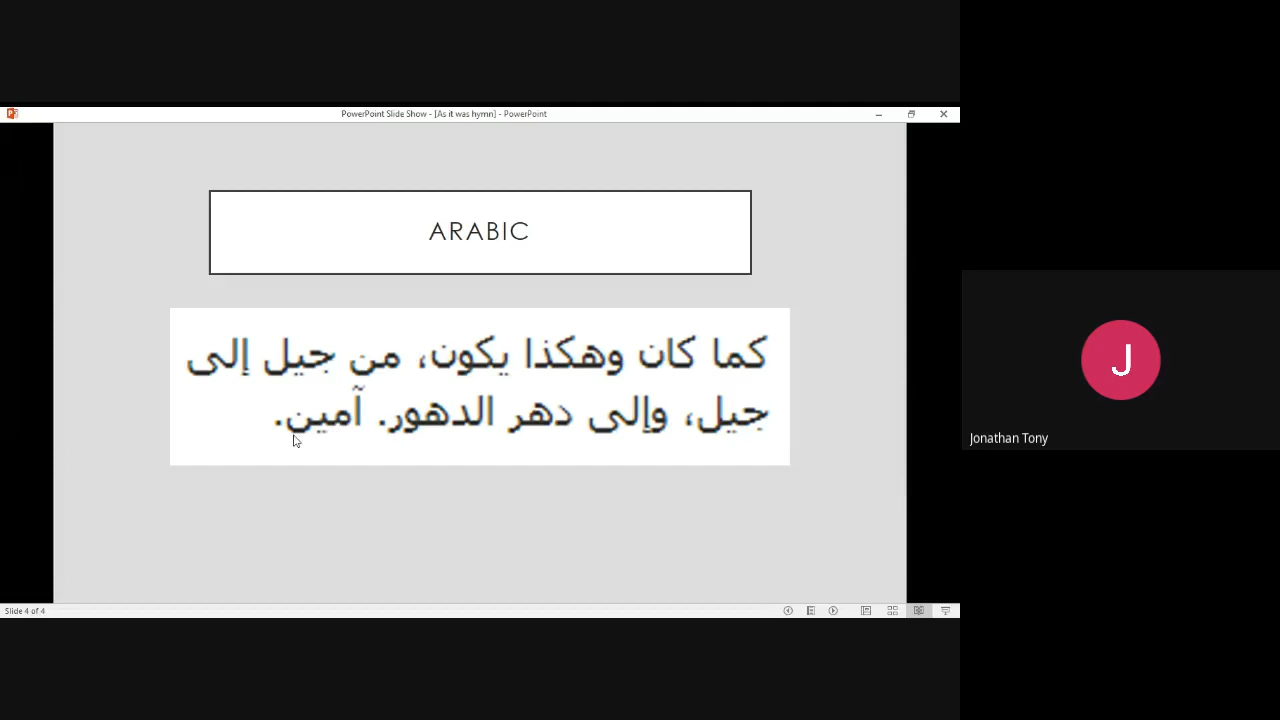 PowerPoint Slide Show - [As it was hymn] - PowerPoint
ARABIC
كما كان وهكذا يكون، من جيل إلى
جيل، وإلى دهر الدهور. آمين.
J
Jonathan Tony
Slide 4 of 4